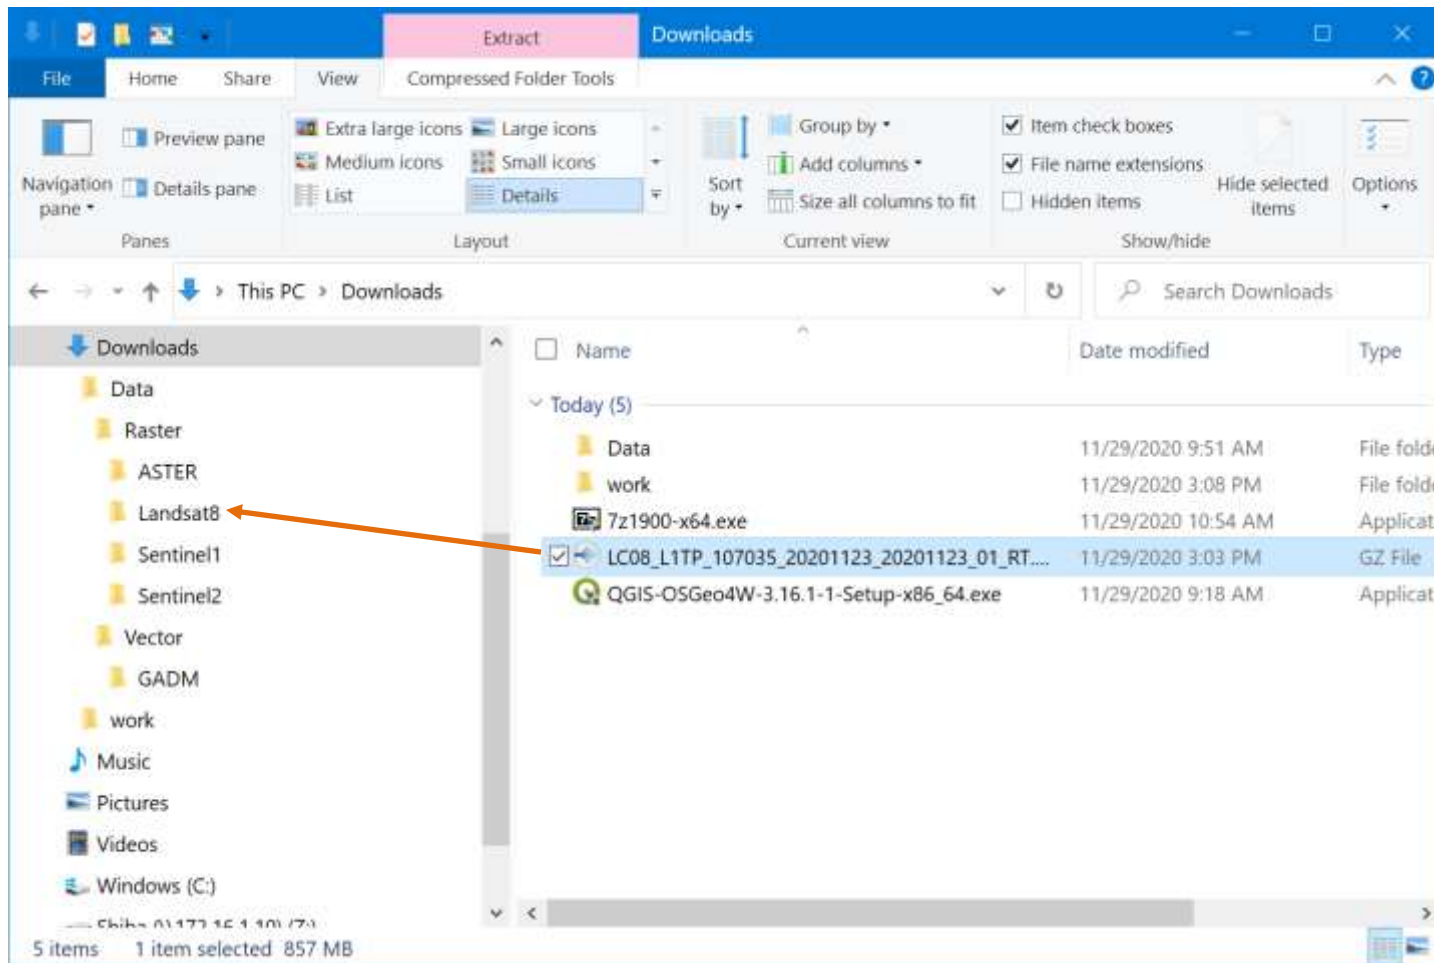 Extract Downloads
File Home Share View Compressed Folder Tools
Preview pane Extra large icons Large icons Group by Item check boxes
Medium icons Small icons Add columns File name extensions
Navigation pane Details pane List Details Sort by Size all columns to fit Hidden items Hide selected items Options
Panes Layout Current view Show/hide
This PC > Downloads Search Downloads
Downloads Name Date modified Type
Data
Today (5)
Raster
Data 11/29/2020 9:51 AM File fold
ASTER
work 11/29/2020 3:08 PM File fold
Landsat8
7z1900-x64.exe 11/29/2020 10:54 AM Applicat
Sentinel1
LC08_L1TP_107035_20201123_20201123_01_RT.... 11/29/2020 3:03 PM GZ File
Sentinel2
QGIS-OSGeo4W-3.16.1-1-Setup-x86_64.exe 11/29/2020 9:18 AM Applicat
Vector
GADM
work
Music
Pictures
Videos
Windows (C:)
5 items 1 item selected 857 MB